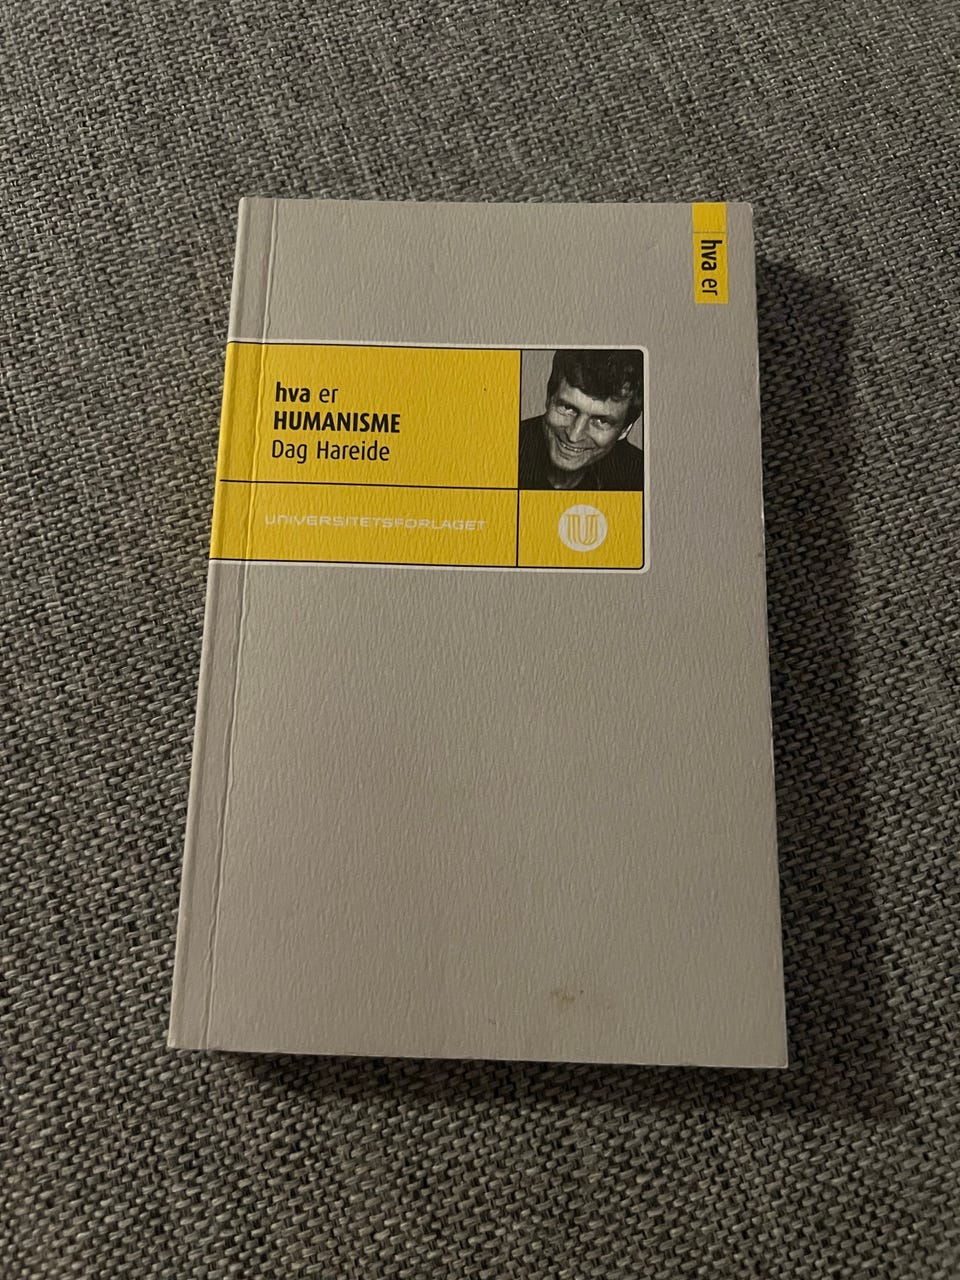 hva er
hva er
HUMANISME
Dag Hareide
UNIVERSITETSFORLAGET